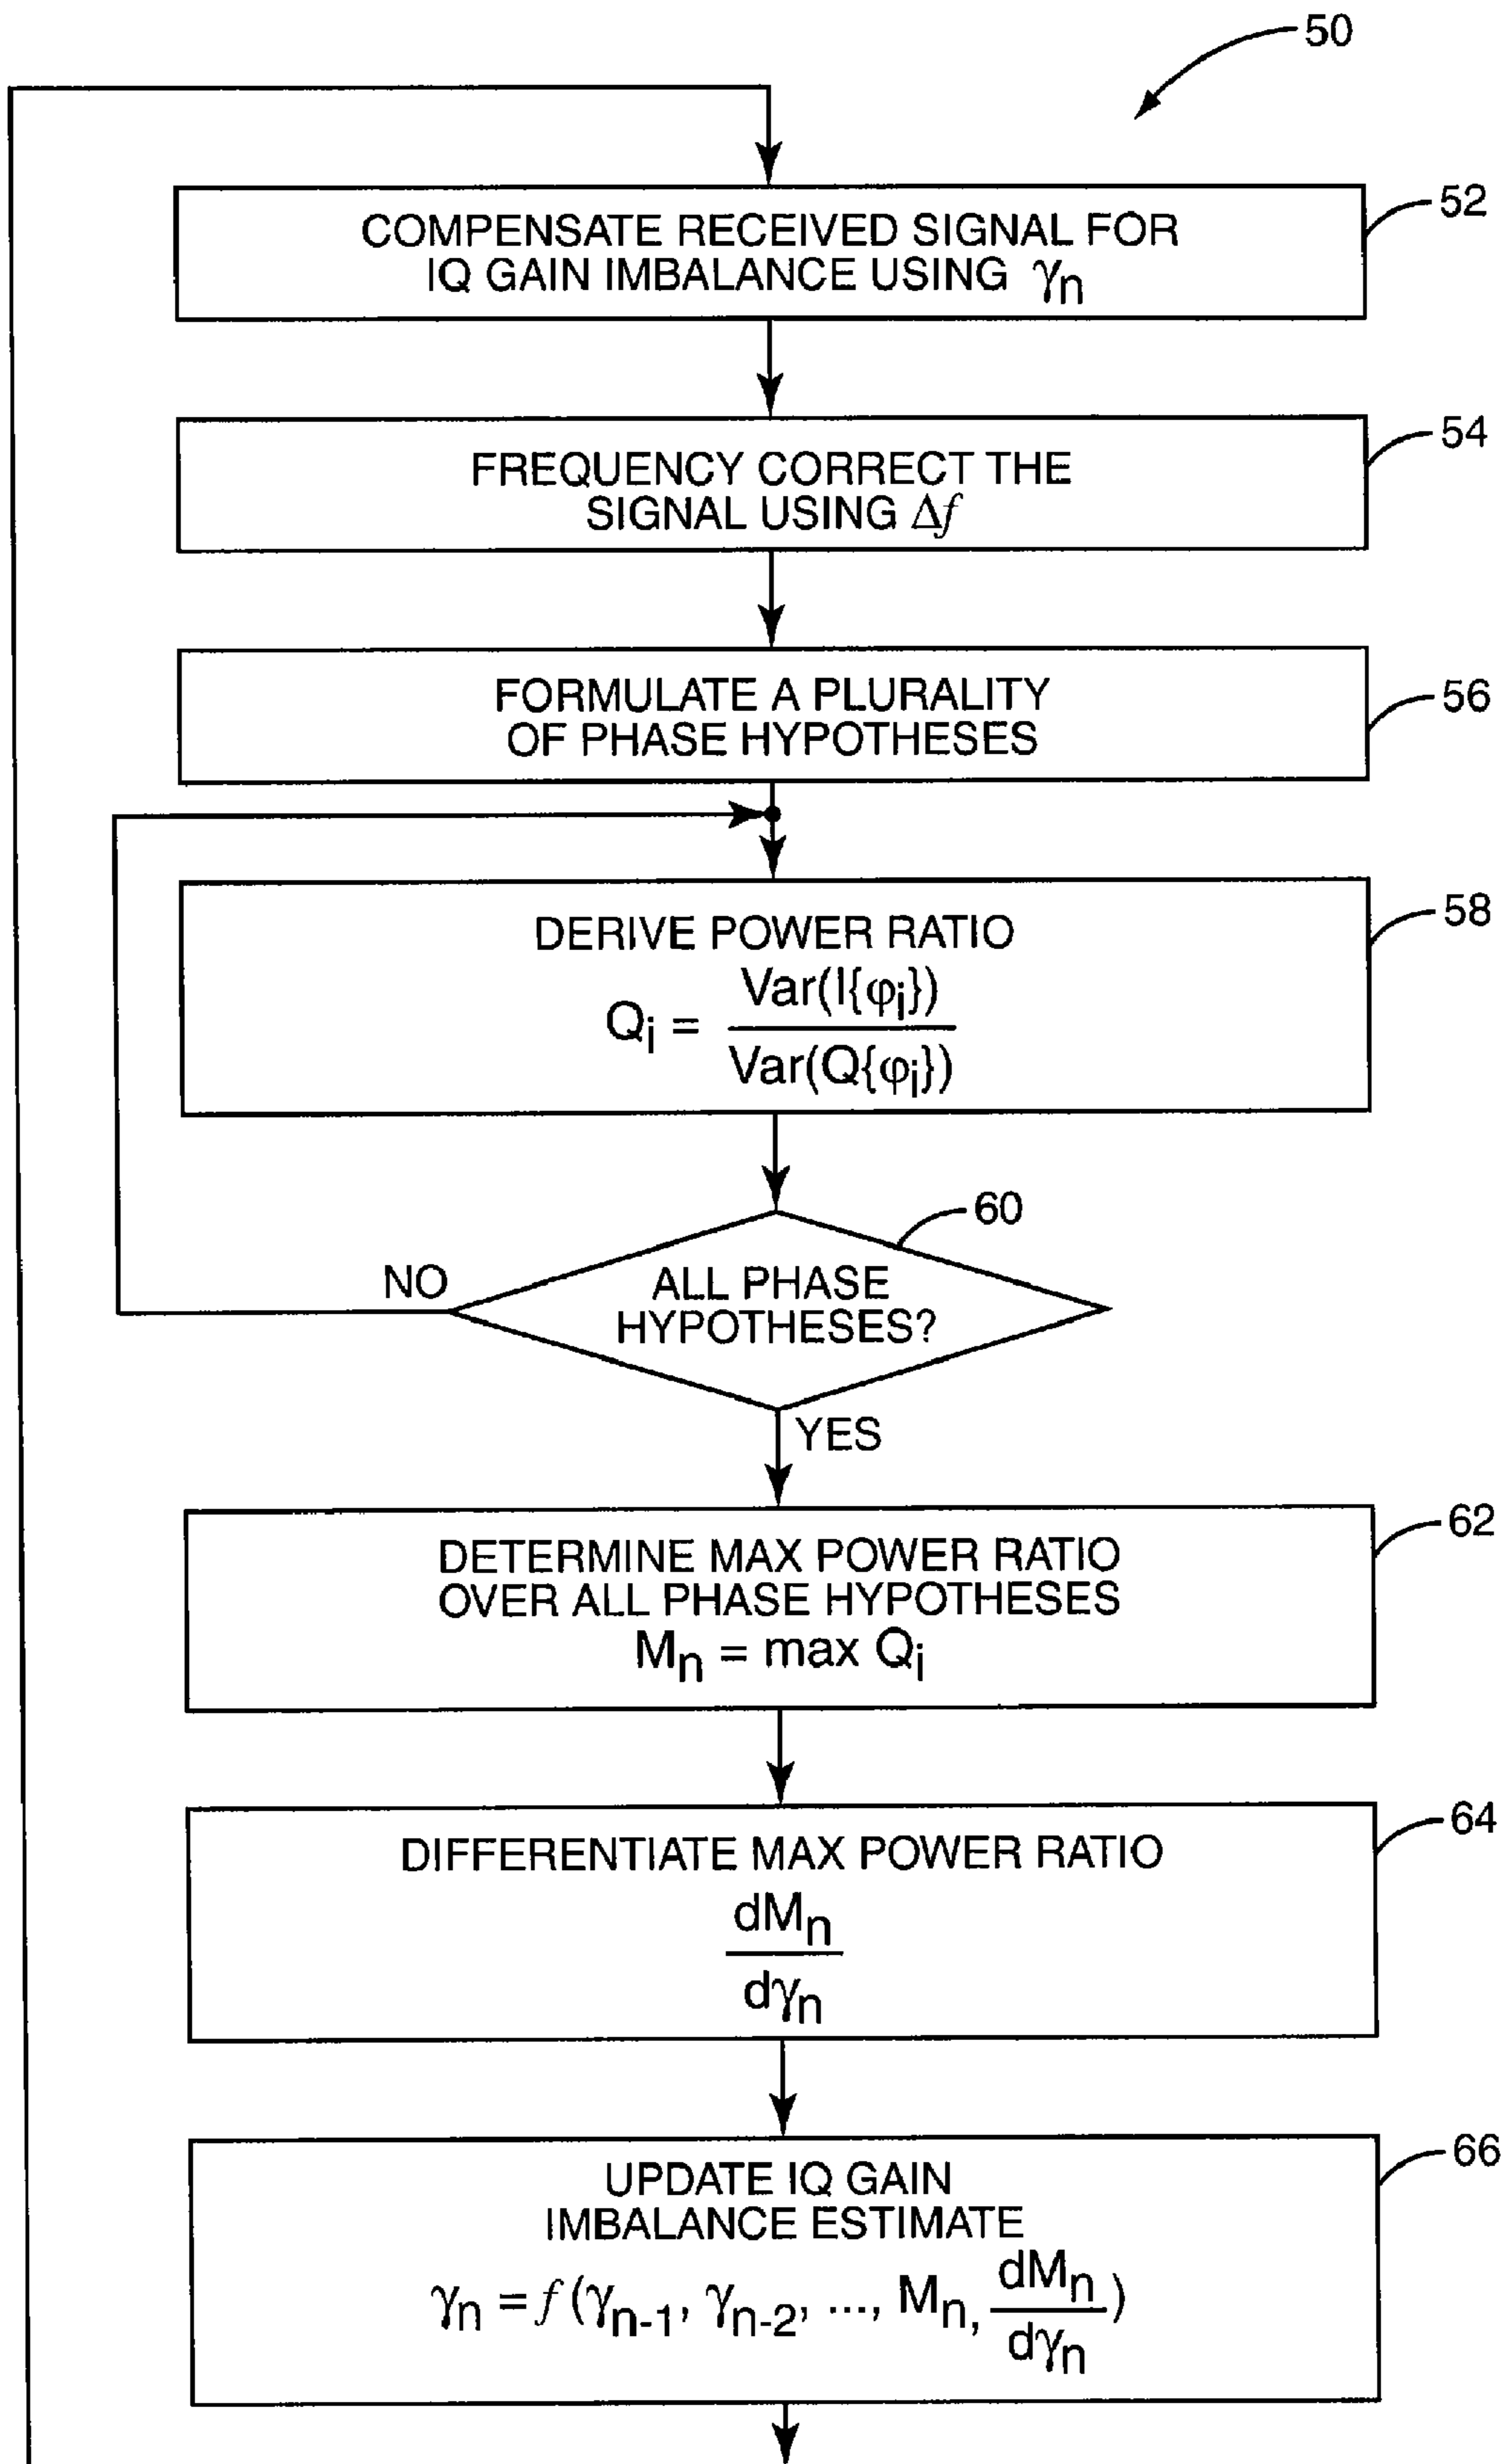 50
COMPENSATE RECEIVED SIGNAL FOR
IQ GAIN IMBALANCE USING γn
52
FREQUENCY CORRECT THE
SIGNAL USING Δf
54
FORMULATE A PLURALITY
OF PHASE HYPOTHESES
56
DERIVE POWER RATIO
Qi = Var(I{φi}) / Var(Q{φi})
58
ALL PHASE
HYPOTHESES?
60
NO
YES
DETERMINE MAX POWER RATIO
OVER ALL PHASE HYPOTHESES
Mn = max Qi
62
DIFFERENTIATE MAX POWER RATIO
dMn / dγn
64
UPDATE IQ GAIN
IMBALANCE ESTIMATE
γn = f (γn-1, γn-2, ..., Mn, dMn / dγn)
66